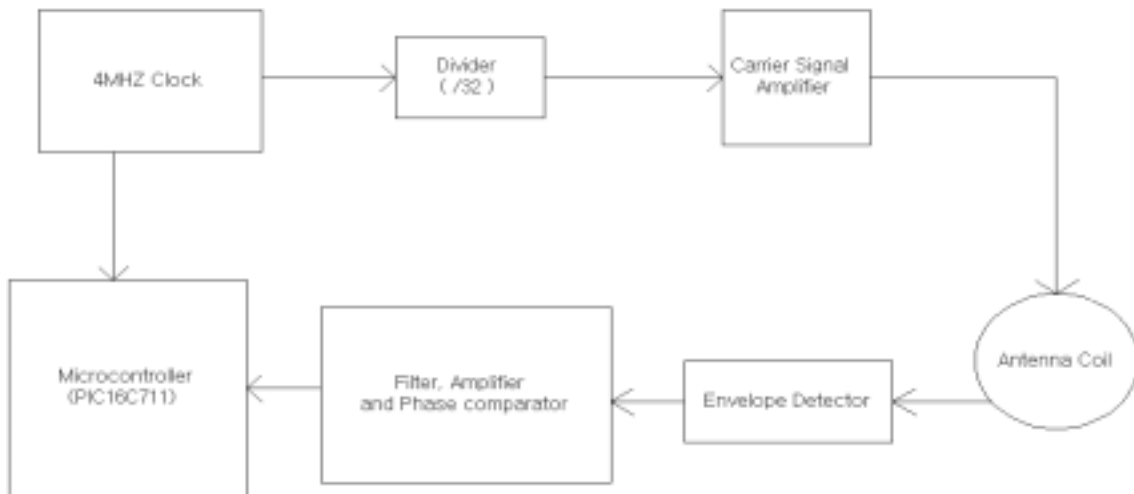 4MHZ Clock
Divider
( /32 )
Carrier Signal
Amplifier
Microcontroller
(PIC16C711)
Filter, Amplifier
and Phase comparator
Envelope Detector
Antenna Coil